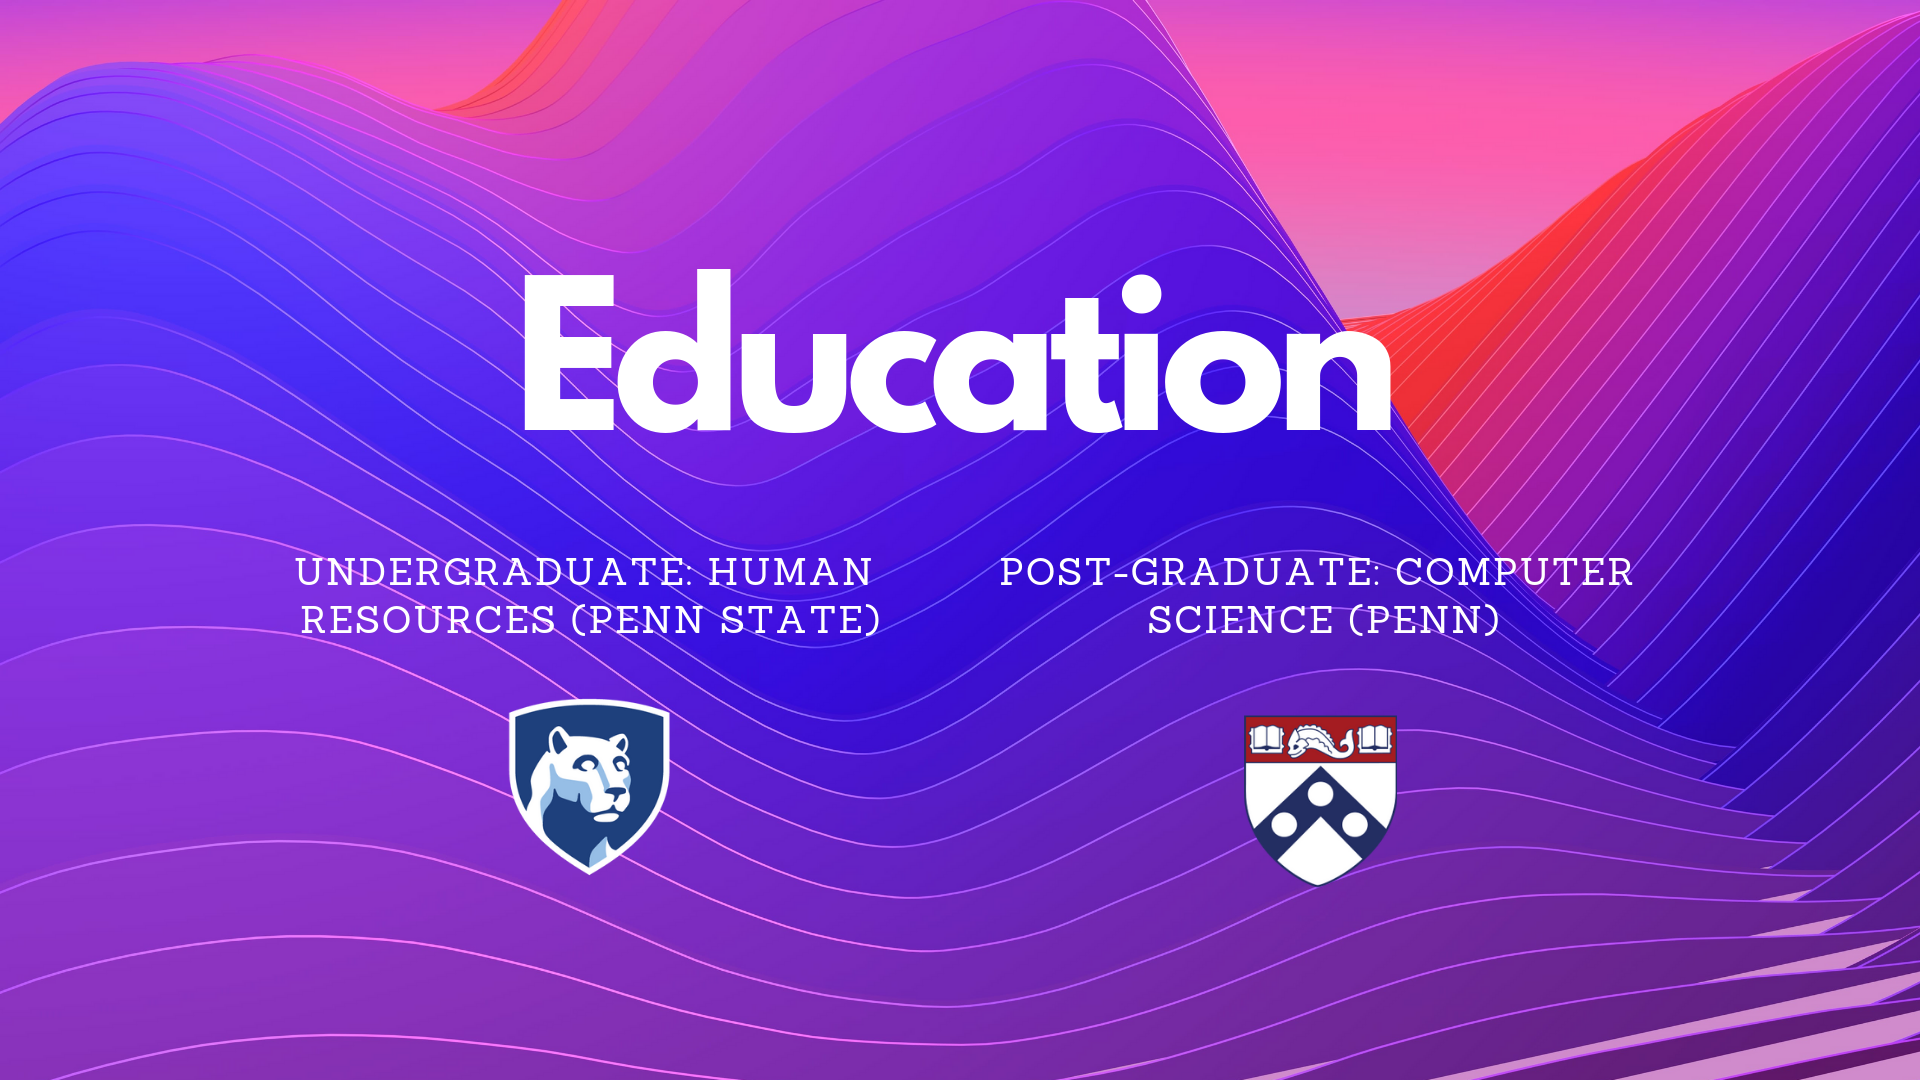 Education
UNDERGRADUATE: HUMAN
RESOURCES (PENN STATE)
POST-GRADUATE: COMPUTER
SCIENCE (PENN)